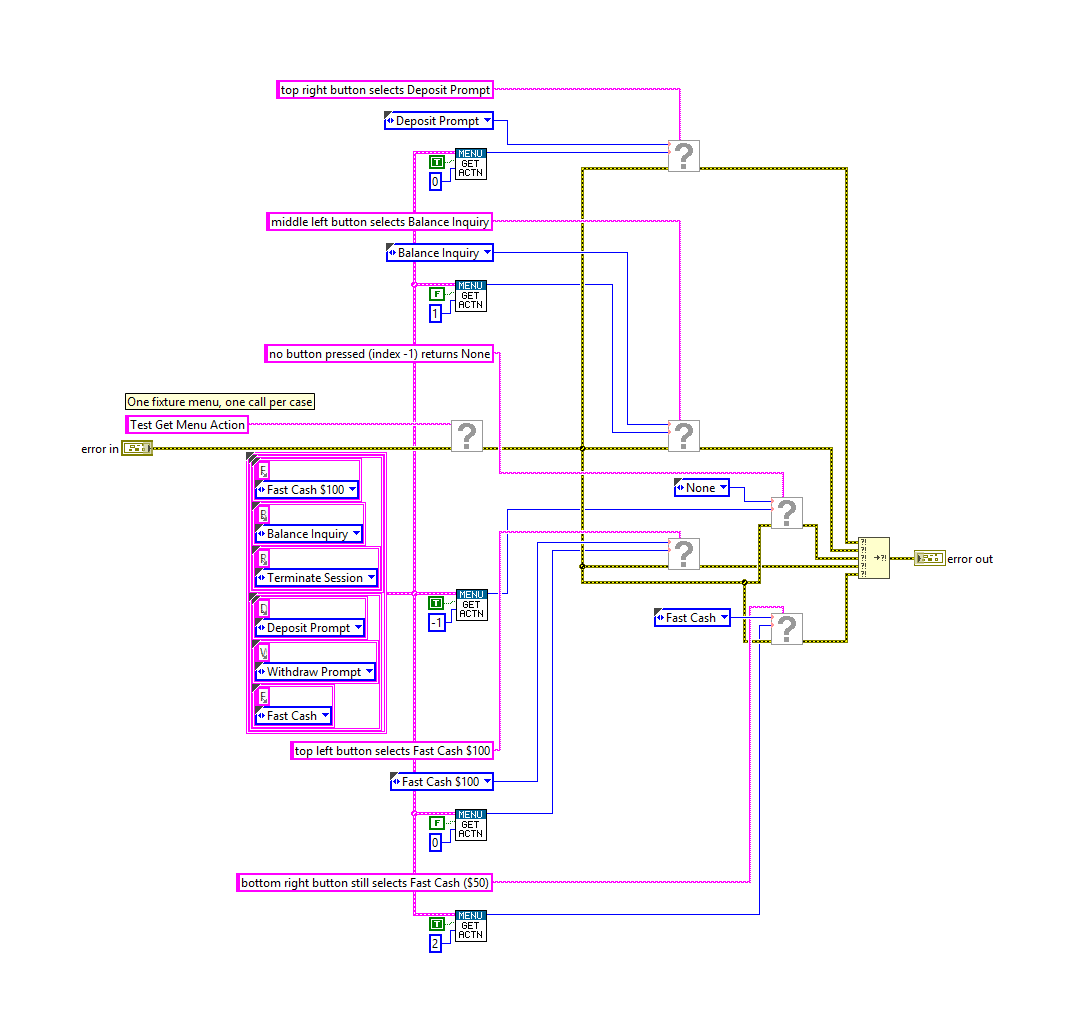 top right button selects Deposit Prompt
Deposit Prompt
MENU
GET
ACTN
T
0
?
middle left button selects Balance Inquiry
Balance Inquiry
MENU
GET
ACTN
F
1
?
no button pressed (index -1) returns None
One fixture menu, one call per case
Test Get Menu Action
?
error in
Fast Cash $100
Balance Inquiry
Terminate Session
Deposit Prompt
Withdraw Prompt
Fast Cash
None
?
?
MENU
GET
ACTN
T
-1
Fast Cash
?
?!
?!
?!
?!
?!
error out
top left button selects Fast Cash $100
Fast Cash $100
MENU
GET
ACTN
F
0
bottom right button still selects Fast Cash ($50)
MENU
GET
ACTN
T
2